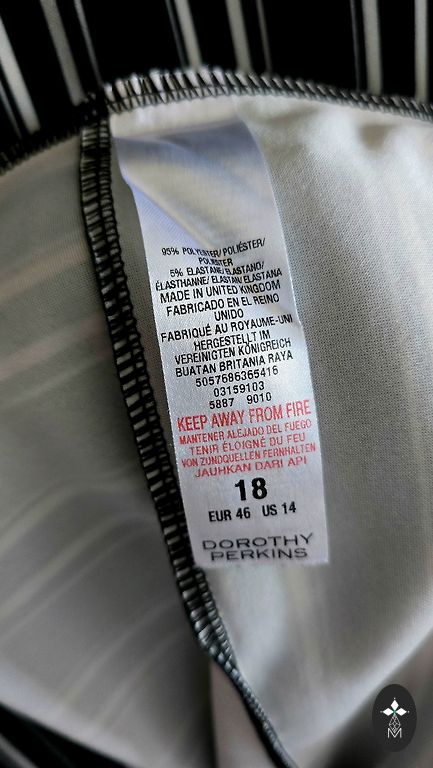 95% POLYESTER/ POLIÉSTER/
POLIESTER
5% ELASTANE/ELASTANO/
ÉLASTHANNE/ ELASTAN/ ELASTANA
MADE IN UNITED KINGDOM
FABRICADO EN EL REINO
UNIDO
FABRIQUÉ AU ROYAUME-UNI
HERGESTELLT IM
VEREINIGTEN KÖNIGREICH
BUATAN BRITANIA RAYA
5057686365416
03159103
5887 9010
KEEP AWAY FROM FIRE
MANTENER ALEJADO DEL FUEGO
TENIR ÉLOIGNÉ DU FEU
VON ZÜNDQUELLEN FERNHALTEN
JAUHKAN DARI API
18
EUR 46 US 14
DOROTHY
PERKINS